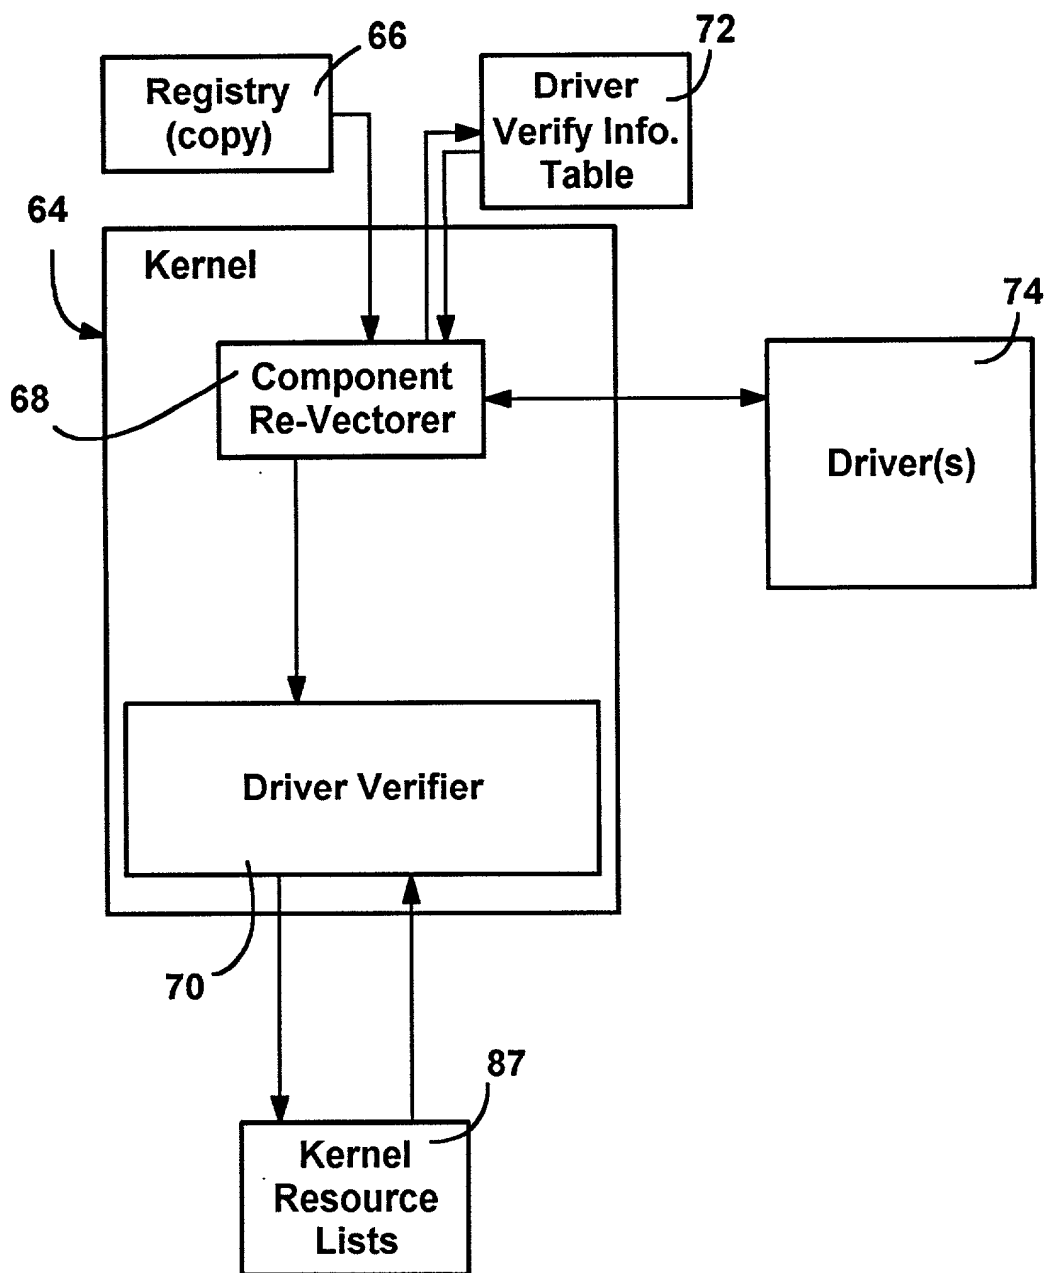 66
Registry
(copy)
72
Driver
Verify Info.
Table
64
Kernel
74
68
Component
Re-Vectorer
Driver(s)
Driver Verifier
70
87
Kernel
Resource
Lists